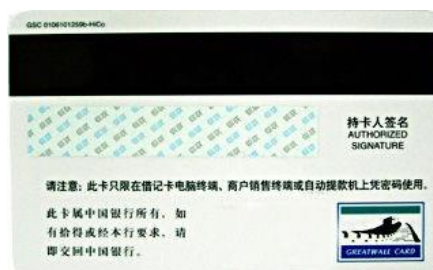 GSC 0106101259b-HiCo
持卡人签名
AUTHORIZED
SIGNATURE
请注意：此卡只限在借记卡电脑终端、商户销售终端或自动提款机上凭密码使用。
此卡属中国银行所有，如
有拾得或经本行要求，请
即交回中国银行。
GREATWALL CARD